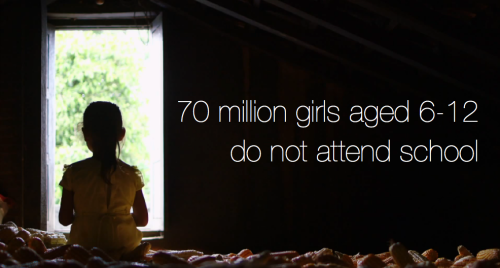 70 million girls aged 6-12
do not attend school